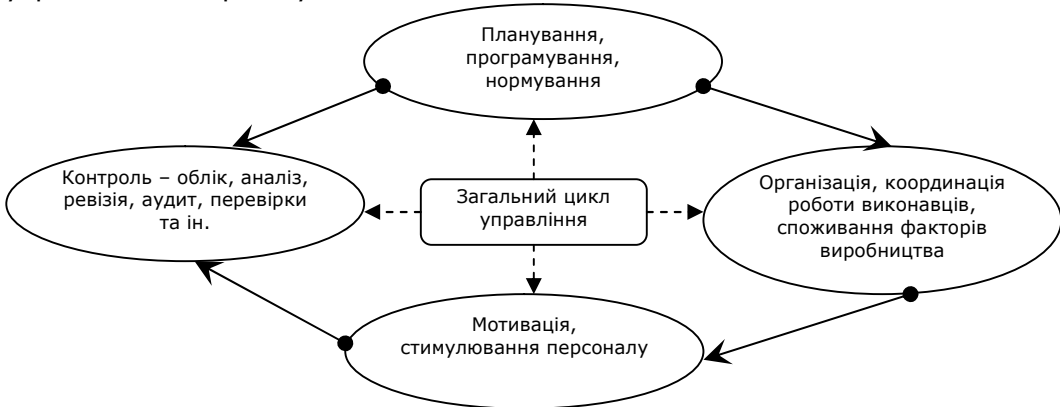 Планування,
програмування,
нормування
Контроль – облік, аналіз,
ревізія, аудит, перевірки
та ін.
Загальний цикл
управління
Організація, координація
роботи виконавців,
споживання факторів
виробництва
Мотивація,
стимулювання персоналу